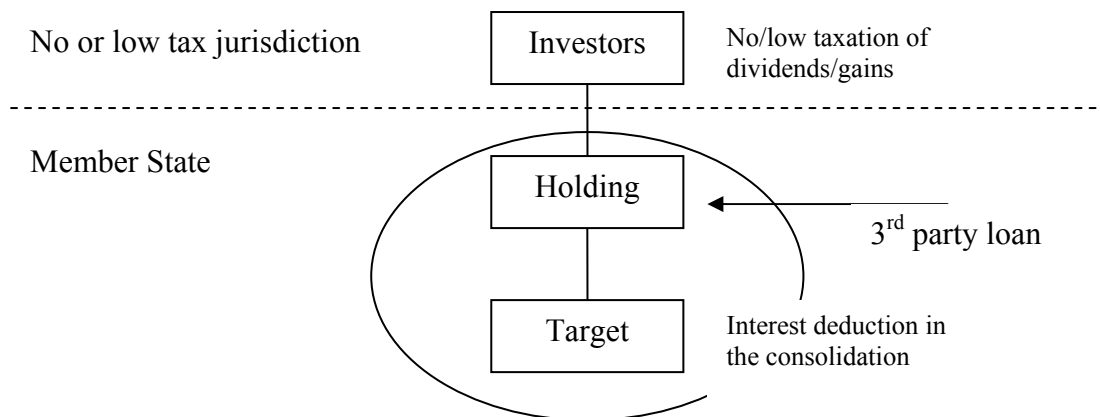 No or low tax jurisdiction
Investors
No/low taxation of
dividends/gains
Member State
Holding
3rd party loan
Target
Interest deduction in
the consolidation